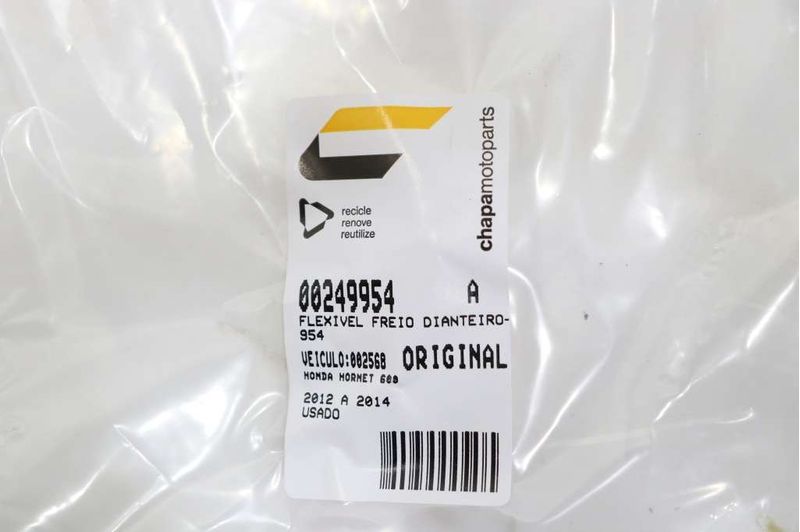 chapamotoparts
recicle
renove
reutilize
00249954 A
FLEXIVEL FREIO DIANTEIRO-
954
VEICULO:002568 ORIGINAL
HONDA HORNET 600
2012 A 2014
USADO